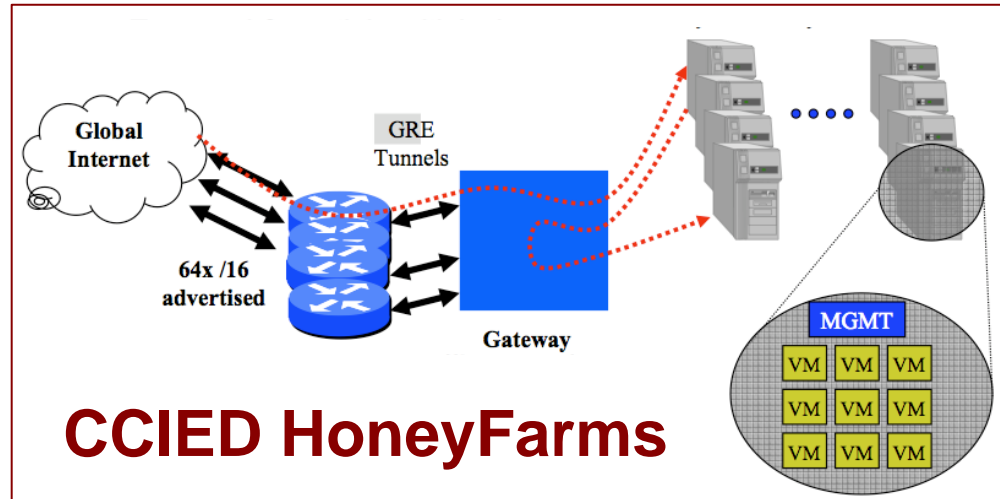 Global
Internet
GRE
Tunnels
64x /16
advertised
Gateway
MGMT
VM VM VM
VM VM VM
VM VM VM
CCIED HoneyFarms